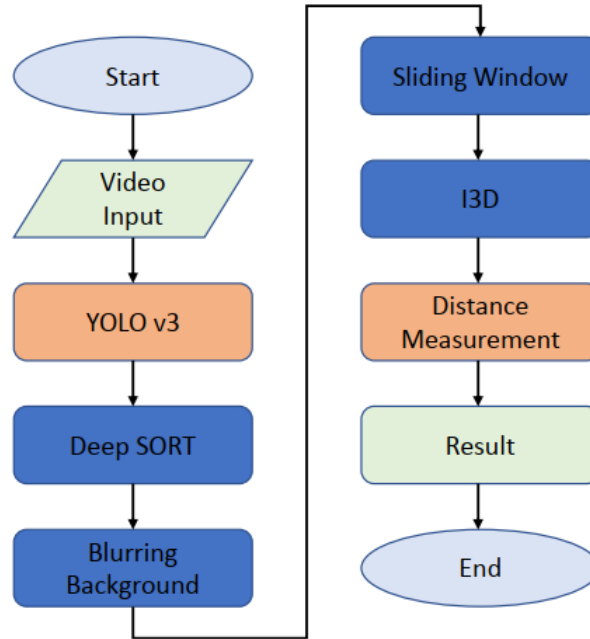 Start
Video
Input
YOLO v3
Deep SORT
Blurring
Background
Sliding Window
I3D
Distance
Measurement
Result
End